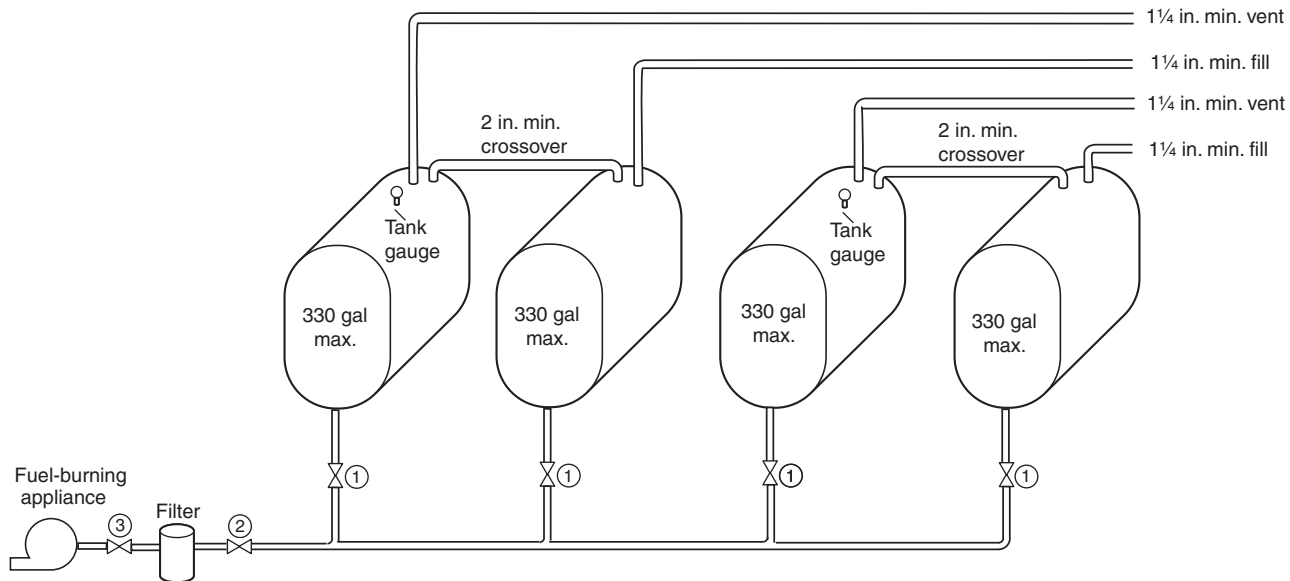 1¼ in. min. vent
1¼ in. min. fill
1¼ in. min. vent
2 in. min.
crossover
2 in. min.
crossover
1¼ in. min. fill
Tank
gauge
Tank
gauge
330 gal
max.
330 gal
max.
330 gal
max.
330 gal
max.
1
1
1
1
Fuel-burning
appliance
Filter
3
2